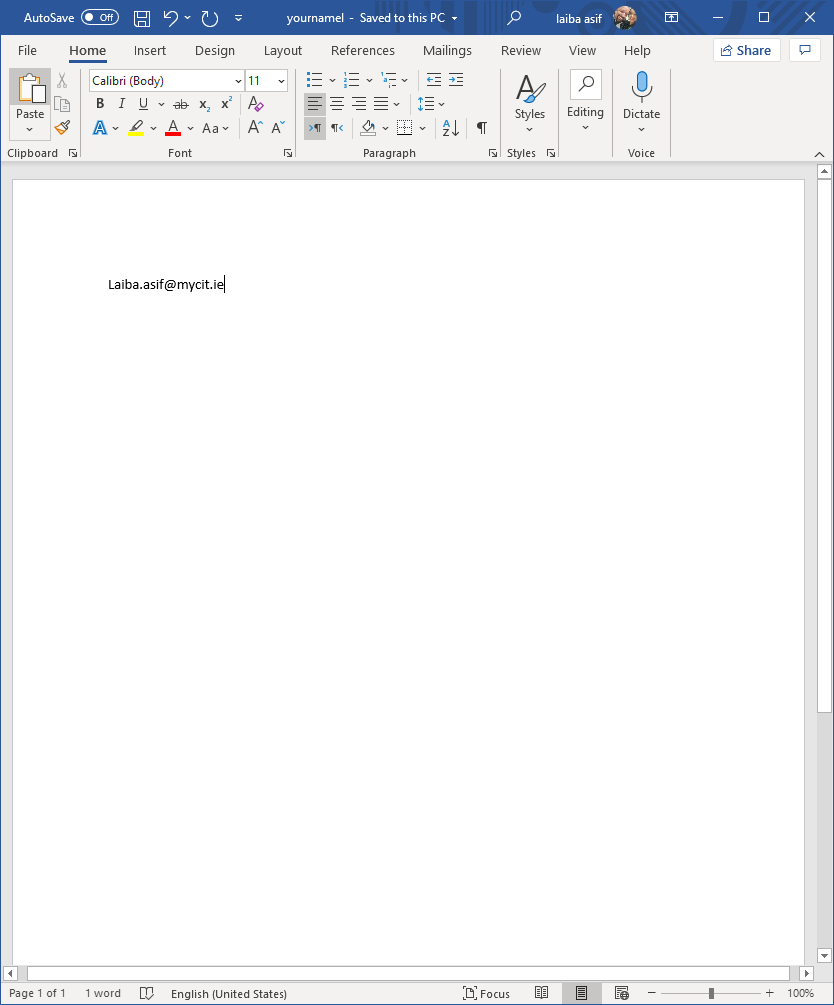 AutoSave Off yournamel - Saved to this PC laiba asif
File Home Insert Design Layout References Mailings Review View Help Share
Calibri (Body) 11
Paste
B I U ab x2 x2 A
A A Aa A A
Styles
Editing
Dictate
Clipboard Font Paragraph Styles Voice
Laiba.asif@mycit.ie
Page 1 of 1 1 word English (United States) Focus 100%